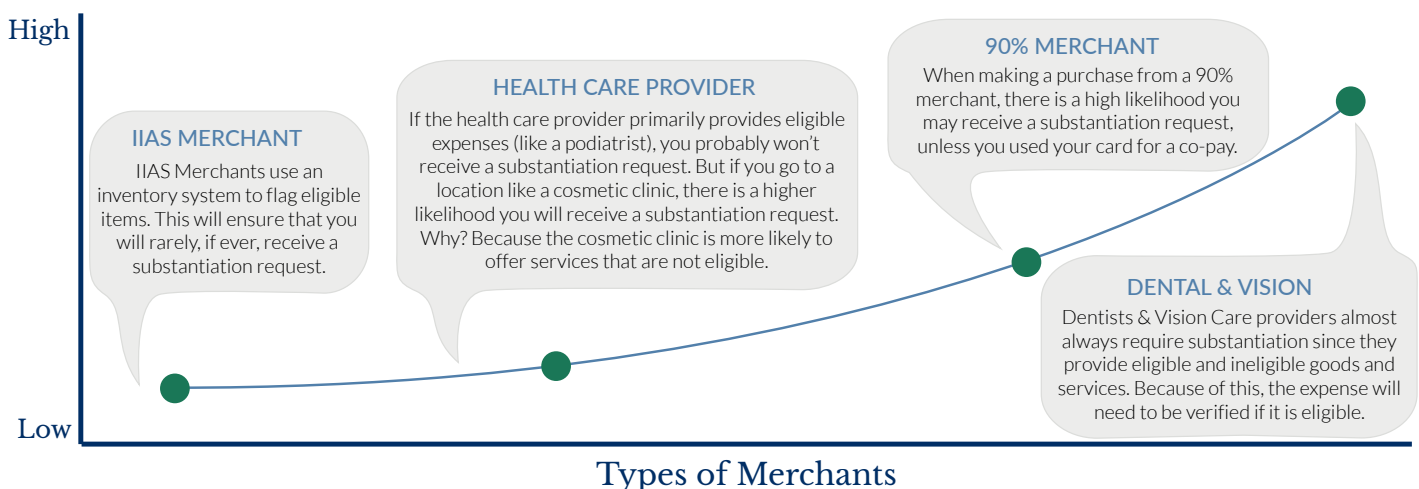 High
IIAS MERCHANT
IIAS Merchants use an
inventory system to flag eligible
items. This will ensure that you
will rarely, if ever, receive a
substantiation request.
HEALTH CARE PROVIDER
If the health care provider primarily provides eligible
expenses (like a podiatrist), you probably won’t
receive a substantiation request. But if you go to a
location like a cosmetic clinic, there is a higher
likelihood you will receive a substantiation request.
Why? Because the cosmetic clinic is more likely to
offer services that are not eligible.
90% MERCHANT
When making a purchase from a 90%
merchant, there is a high likelihood you
may receive a substantiation request,
unless you used your card for a co-pay.
DENTAL & VISION
Dentists & Vision Care providers almost
always require substantiation since they
provide eligible and ineligible goods and
services. Because of this, the expense will
need to be verified if it is eligible.
Low
Types of Merchants